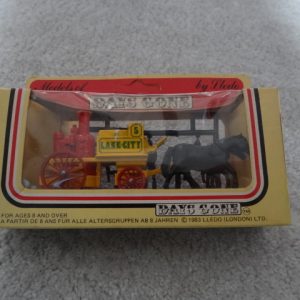 Models of by Lledo
DAYS GONE
6
LAKE CITY
FOR AGES 8 AND OVER
A PARTIR DE 8 ANS FUR ALLE ALTERSGRUPPEN AB 8 JAHREN
DAYS GONE
© 1983 LLEDO (LONDON) LTD.